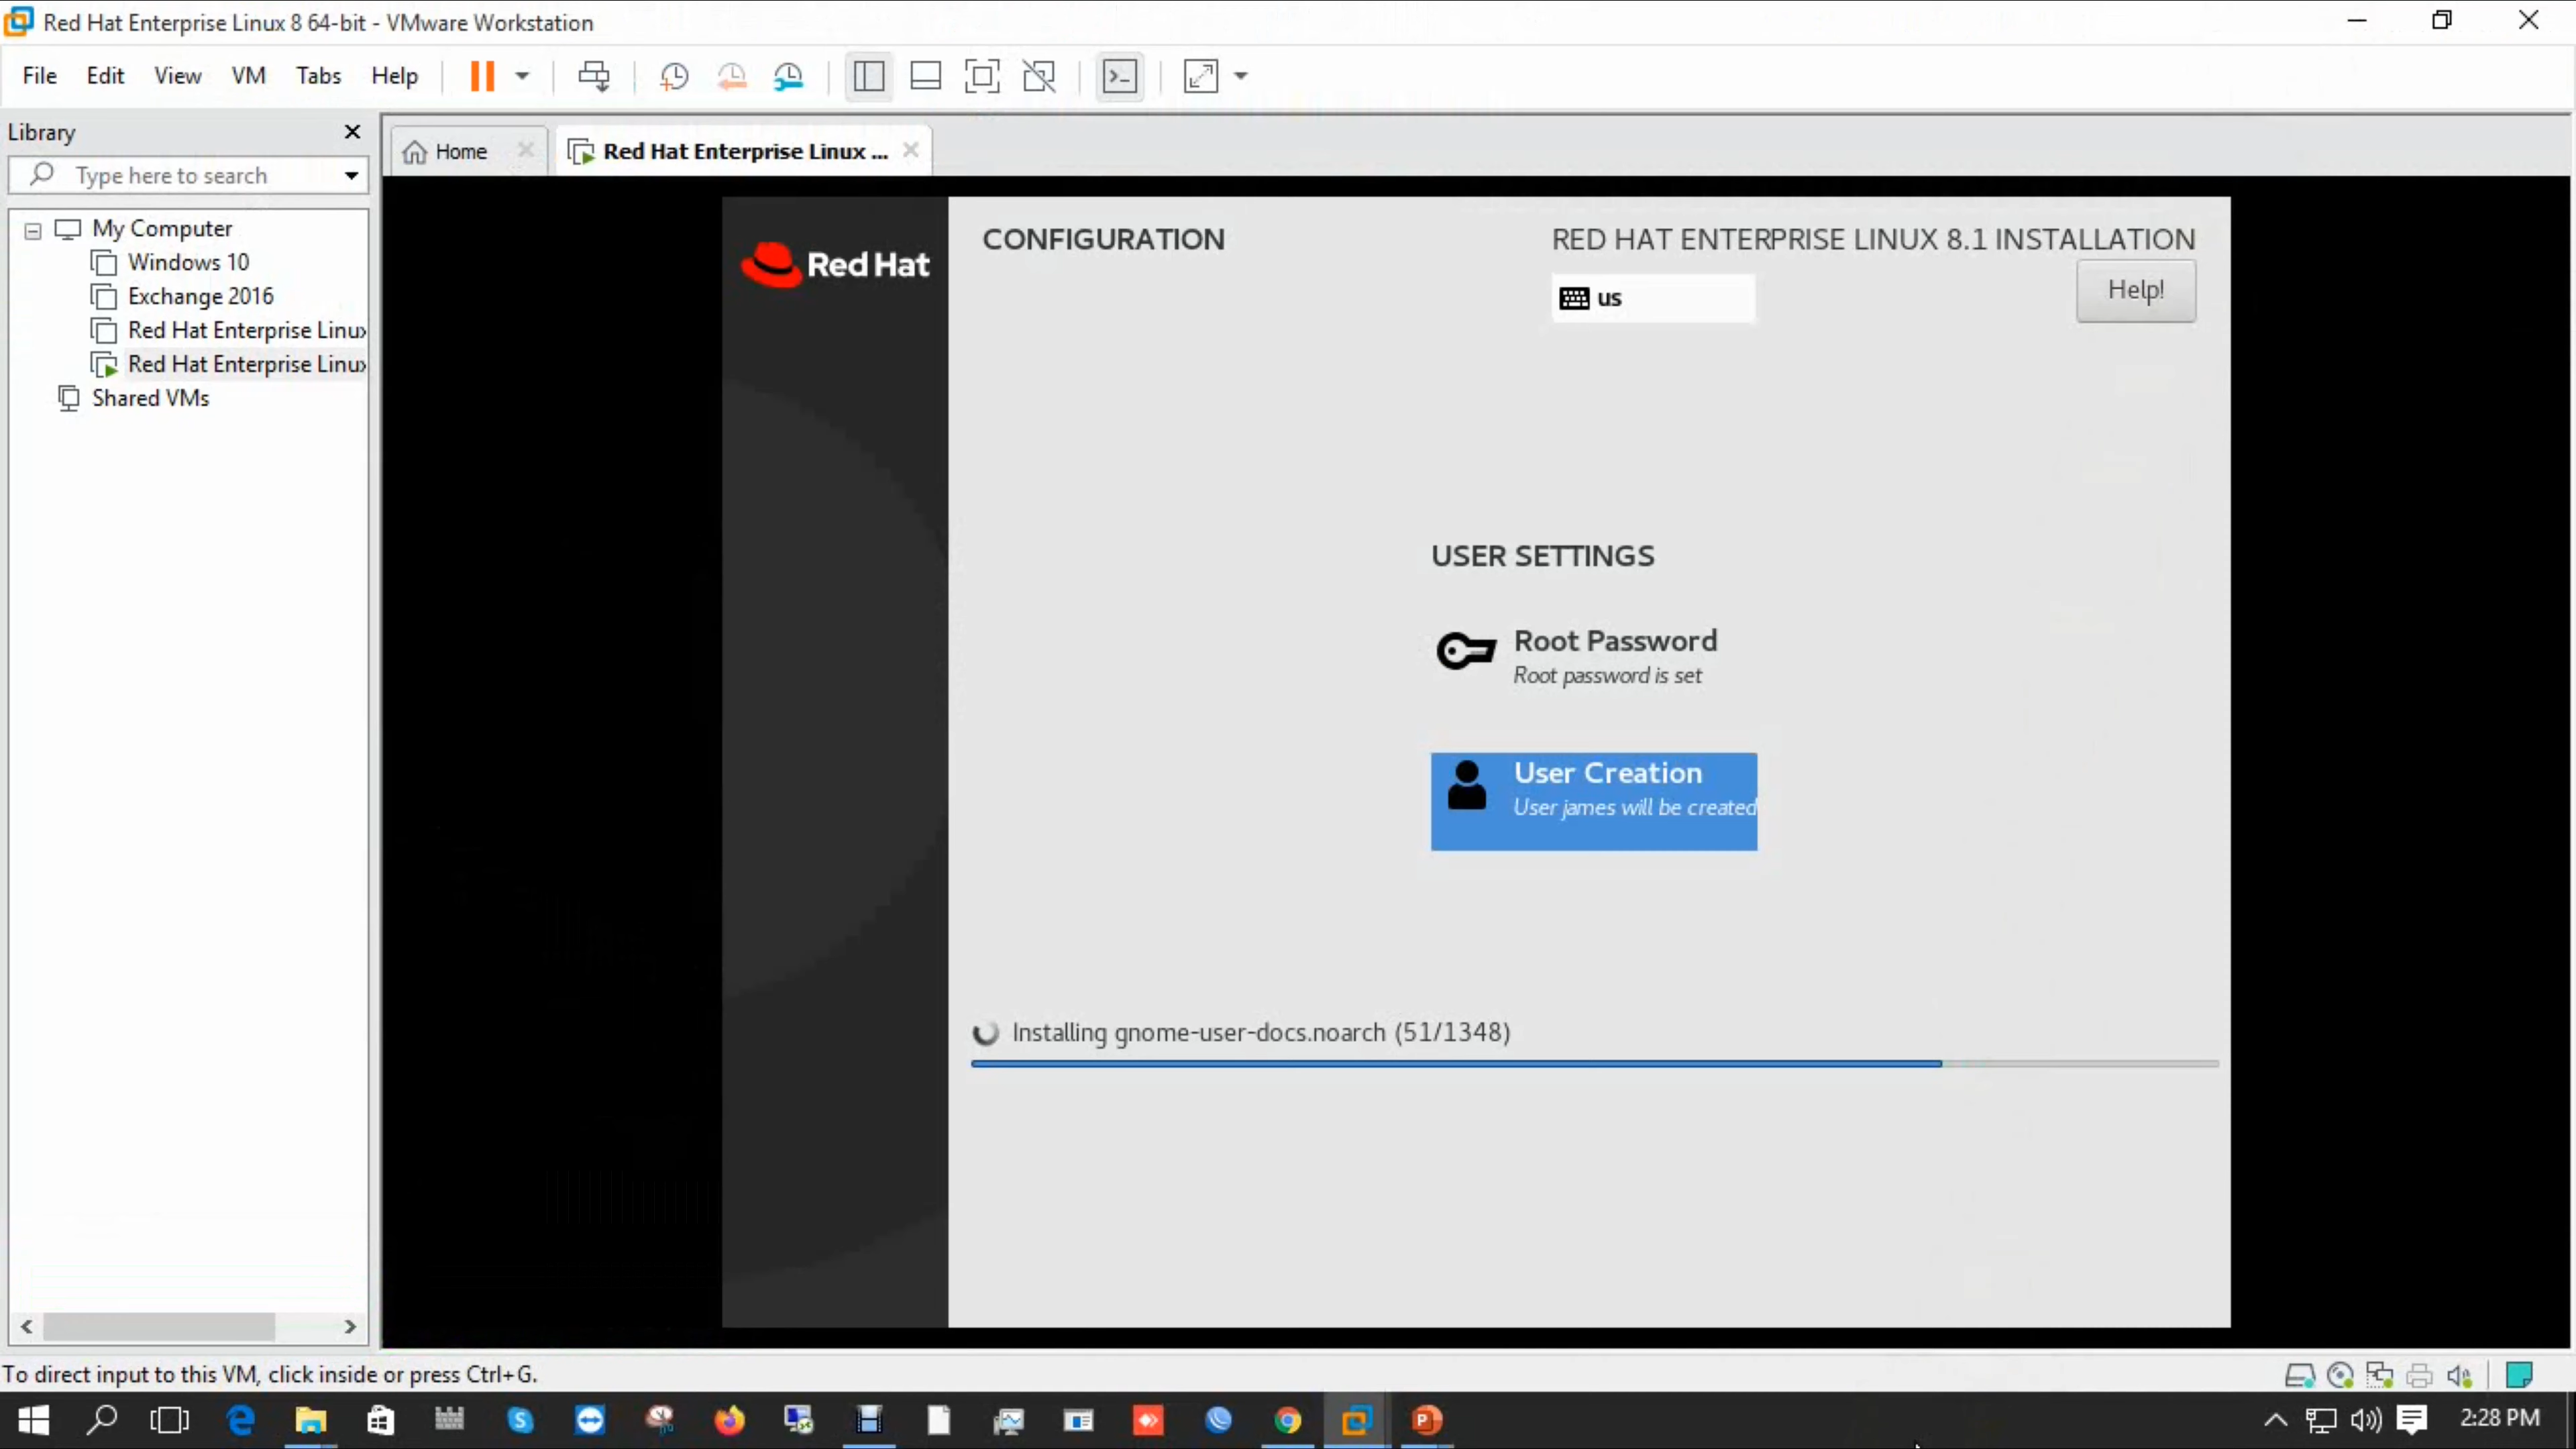 Red Hat Enterprise Linux 8 64-bit - VMware Workstation
File Edit View VM Tabs Help
Library
Type here to search
My Computer
Windows 10
Exchange 2016
Red Hat Enterprise Linux
Red Hat Enterprise Linux
Shared VMs
Home
Red Hat Enterprise Linux ...
Red Hat
CONFIGURATION
RED HAT ENTERPRISE LINUX 8.1 INSTALLATION
us
Help!
USER SETTINGS
Root Password
Root password is set
User Creation
User james will be created
Installing gnome-user-docs.noarch (51/1348)
To direct input to this VM, click inside or press Ctrl+G.
2:28 PM